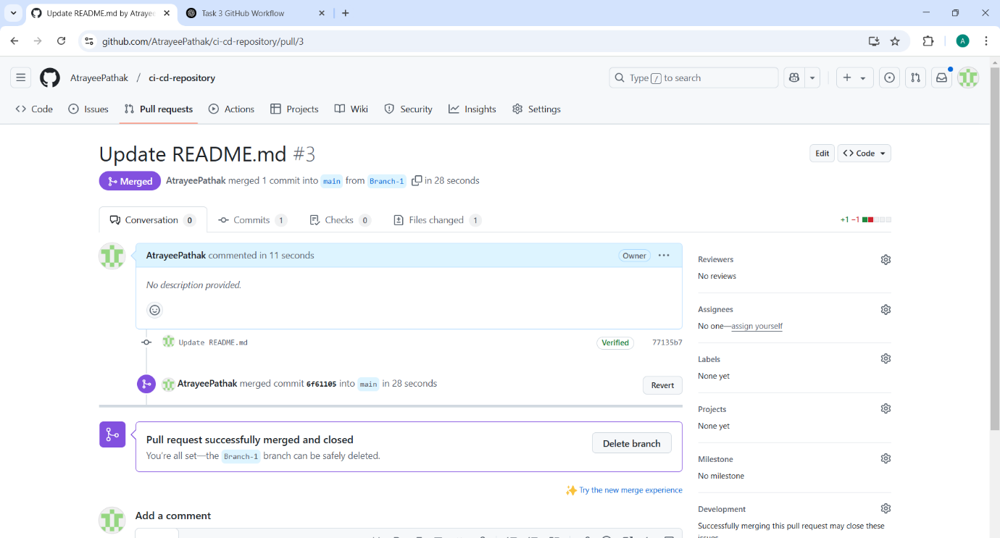 Update README.md by Atrayee
Task 3 GitHub Workflow
github.com/AtrayeePathak/ci-cd-repository/pull/3
A
AtrayeePathak / ci-cd-repository
Type / to search
Code
Issues
Pull requests
Actions
Projects
Wiki
Security
Insights
Settings
Update README.md #3
Edit
Code
Merged
AtrayeePathak merged 1 commit into main from Branch-1 in 28 seconds
Conversation 0
Commits 1
Checks 0
Files changed 1
+1 −1
AtrayeePathak commented in 11 seconds
Owner
No description provided.
Update README.md
Verified
77135b7
AtrayeePathak merged commit 6f61105 into main in 28 seconds
Revert
Pull request successfully merged and closed
You're all set—the Branch-1 branch can be safely deleted.
Delete branch
Try the new merge experience
Add a comment
Reviewers
No reviews
Assignees
No one—assign yourself
Labels
None yet
Projects
None yet
Milestone
No milestone
Development
Successfully merging this pull request may close these
issues.